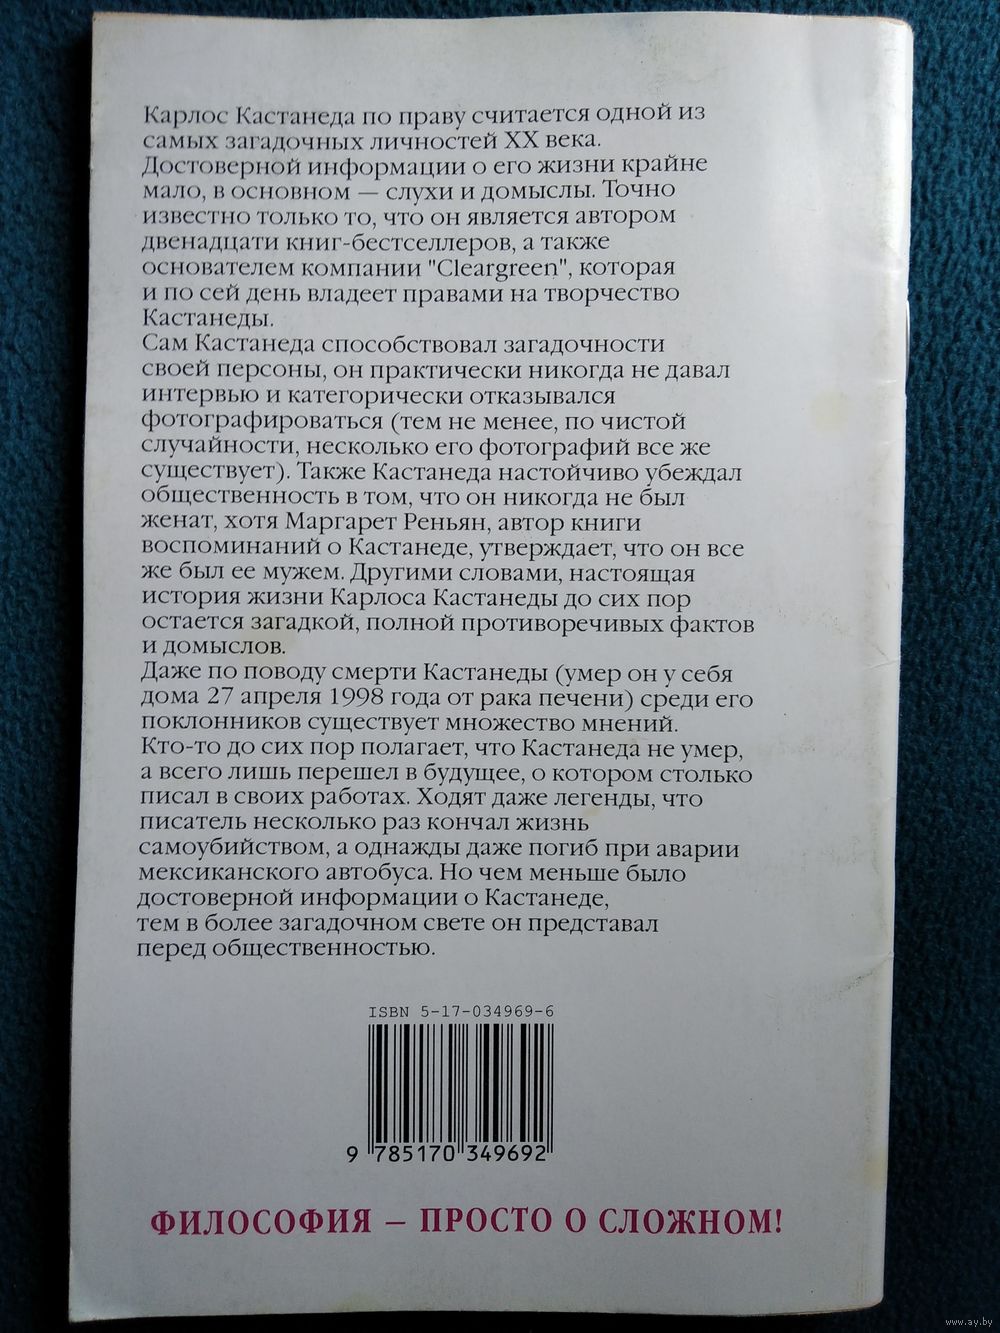 Карлос Кастанеда по праву считается одной из
самых загадочных личностей XX века.
Достоверной информации о его жизни крайне
мало, в основном — слухи и домыслы. Точно
известно только то, что он является автором
двенадцати книг-бестселлеров, а также
основателем компании "Cleargreen", которая
и по сей день владеет правами на творчество
Кастанеды.
Сам Кастанеда способствовал загадочности
своей персоны, он практически никогда не давал
интервью и категорически отказывался
фотографироваться (тем не менее, по чистой
случайности, несколько его фотографий все же
существует). Также Кастанеда настойчиво убеждал
общественность в том, что он никогда не был
женат, хотя Маргарет Реньян, автор книги
воспоминаний о Кастанеде, утверждает, что он все
же был ее мужем. Другими словами, настоящая
история жизни Карлоса Кастанеды до сих пор
остается загадкой, полной противоречивых фактов
и домыслов.
Даже по поводу смерти Кастанеды (умер он у себя
дома 27 апреля 1998 года от рака печени) среди его
поклонников существует множество мнений.
Кто-то до сих пор полагает, что Кастанеда не умер,
а всего лишь перешел в будущее, о котором столько
писал в своих работах. Ходят даже легенды, что
писатель несколько раз кончал жизнь
самоубийством, а однажды даже погиб при аварии
мексиканского автобуса. Но чем меньше было
достоверной информации о Кастанеде,
тем в более загадочном свете он представал
перед общественностью.
ISBN 5-17-034969-6
9 785170 349692
ФИЛОСОФИЯ – ПРОСТО О СЛОЖНОМ!
www.ay.by